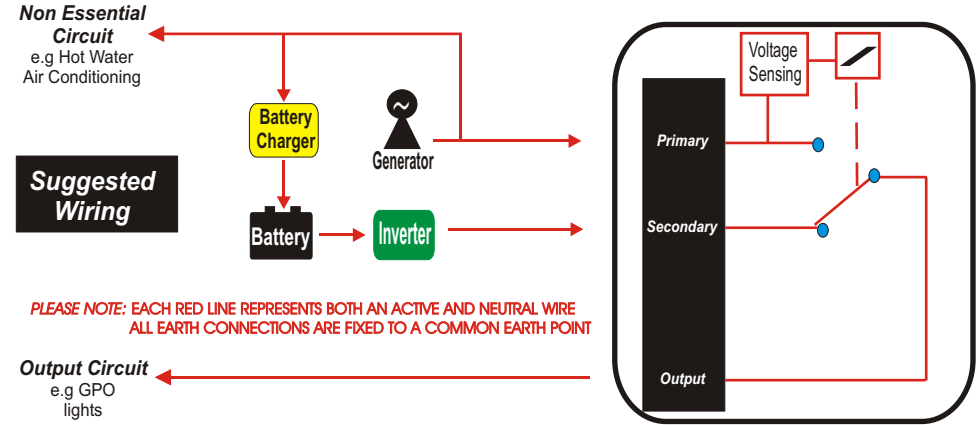 Non Essential
Circuit
e.g Hot Water
Air Conditioning
Battery
Charger
~
Generator
Suggested
Wiring
Battery
Inverter
PLEASE NOTE: EACH RED LINE REPRESENTS BOTH AN ACTIVE AND NEUTRAL WIRE
ALL EARTH CONNECTIONS ARE FIXED TO A COMMON EARTH POINT
Output Circuit
e.g GPO
lights
Voltage
Sensing
Primary
Secondary
Output